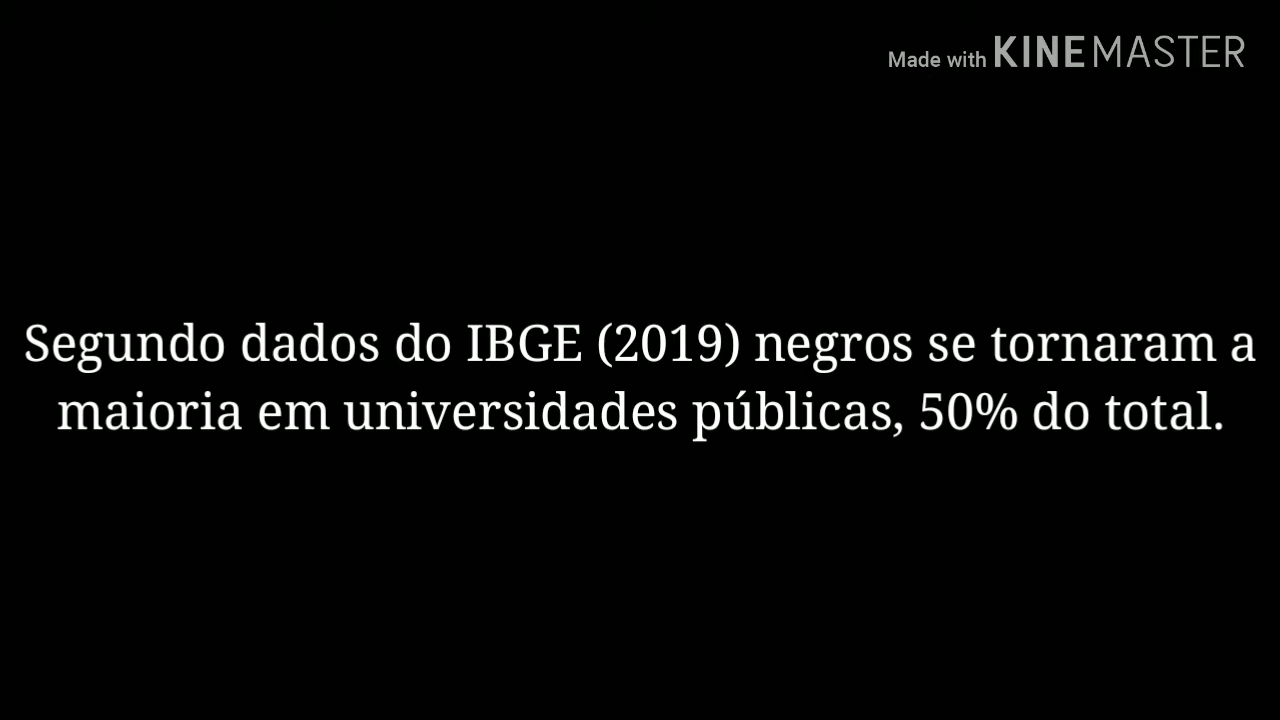 Made with KINEMASTER
Segundo dados do IBGE (2019) negros se tornaram a
maioria em universidades públicas, 50% do total.